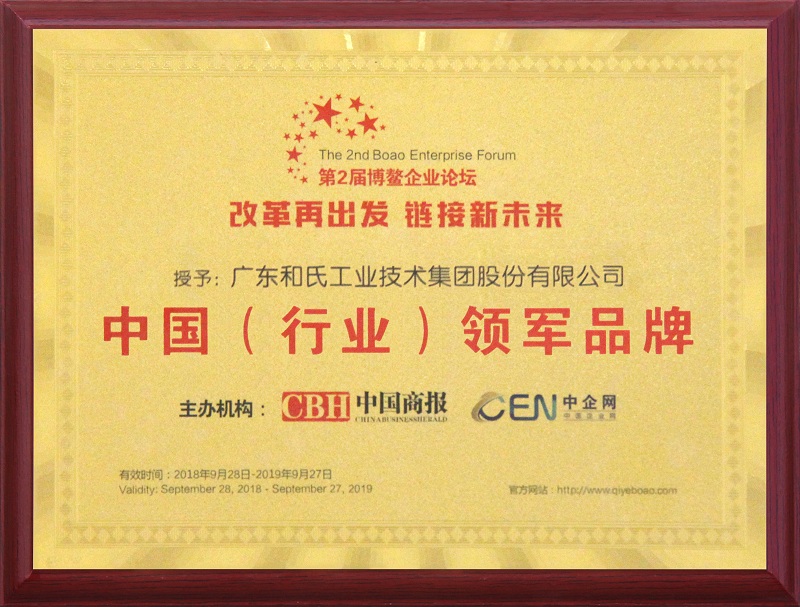 The 2nd Boao Enterprise Forum
第2届博鳌企业论坛
改革再出发 链接新未来
授予：广东和氏工业技术集团股份有限公司
中国（行业）领军品牌
主办机构： CBH 中国商报 CEN 中企网
CHINABUSINESSHERALD 中国企业网
有效时间：2018年9月28日-2019年9月27日
Validity: September 28, 2018 - September 27, 2019
官方网站：http://www.qiyeboao.com